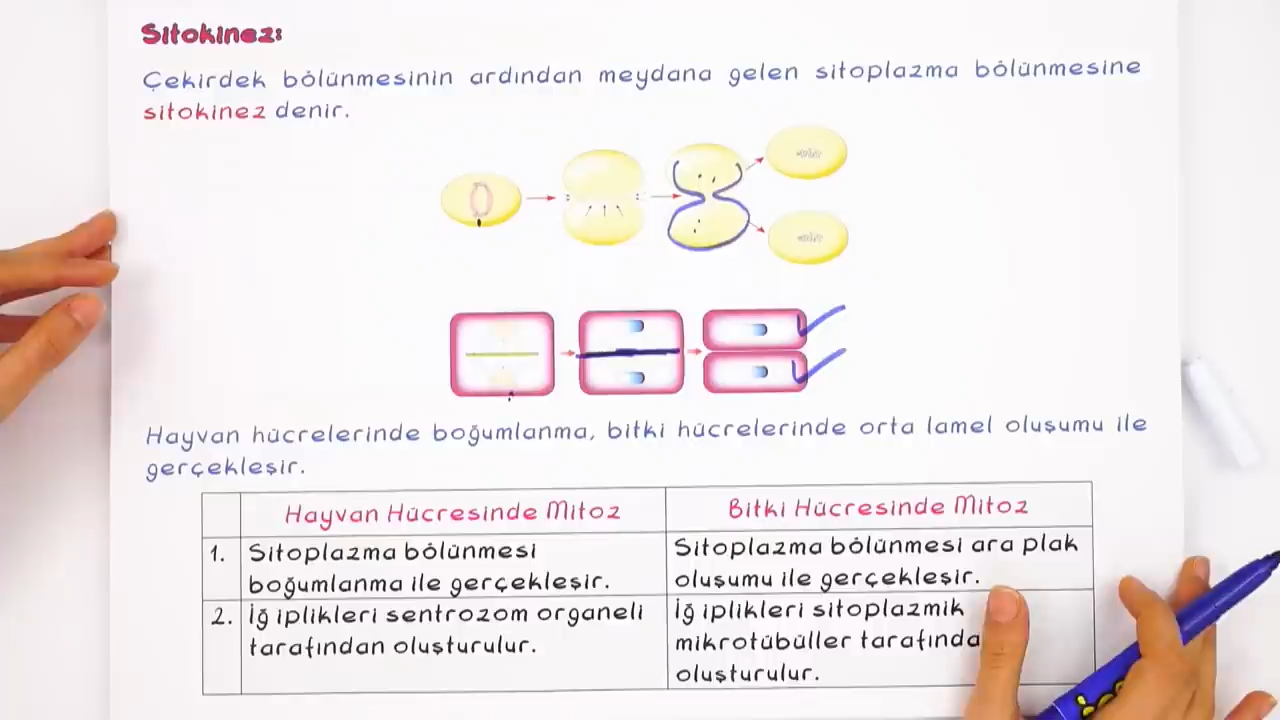 Sitokinez:
Çekirdek bölünmesinin ardından meydana gelen sitoplazma bölünmesine
sitokinez denir.
Hayvan hücrelerinde boğumlanma, bitki hücrelerinde orta lamel oluşumu ile
gerçekleşir.
Hayvan Hücresinde Mitoz
Bitki Hücresinde Mitoz
1.
Sitoplazma bölünmesi
boğumlanma ile gerçekleşir.
Sitoplazma bölünmesi ara plak
oluşumu ile gerçekleşir.
2.
İğ iplikleri sentrozom organeli
tarafından oluşturulur.
İğ iplikleri sitoplazmik
mikrotübüller tarafında
oluşturulur.